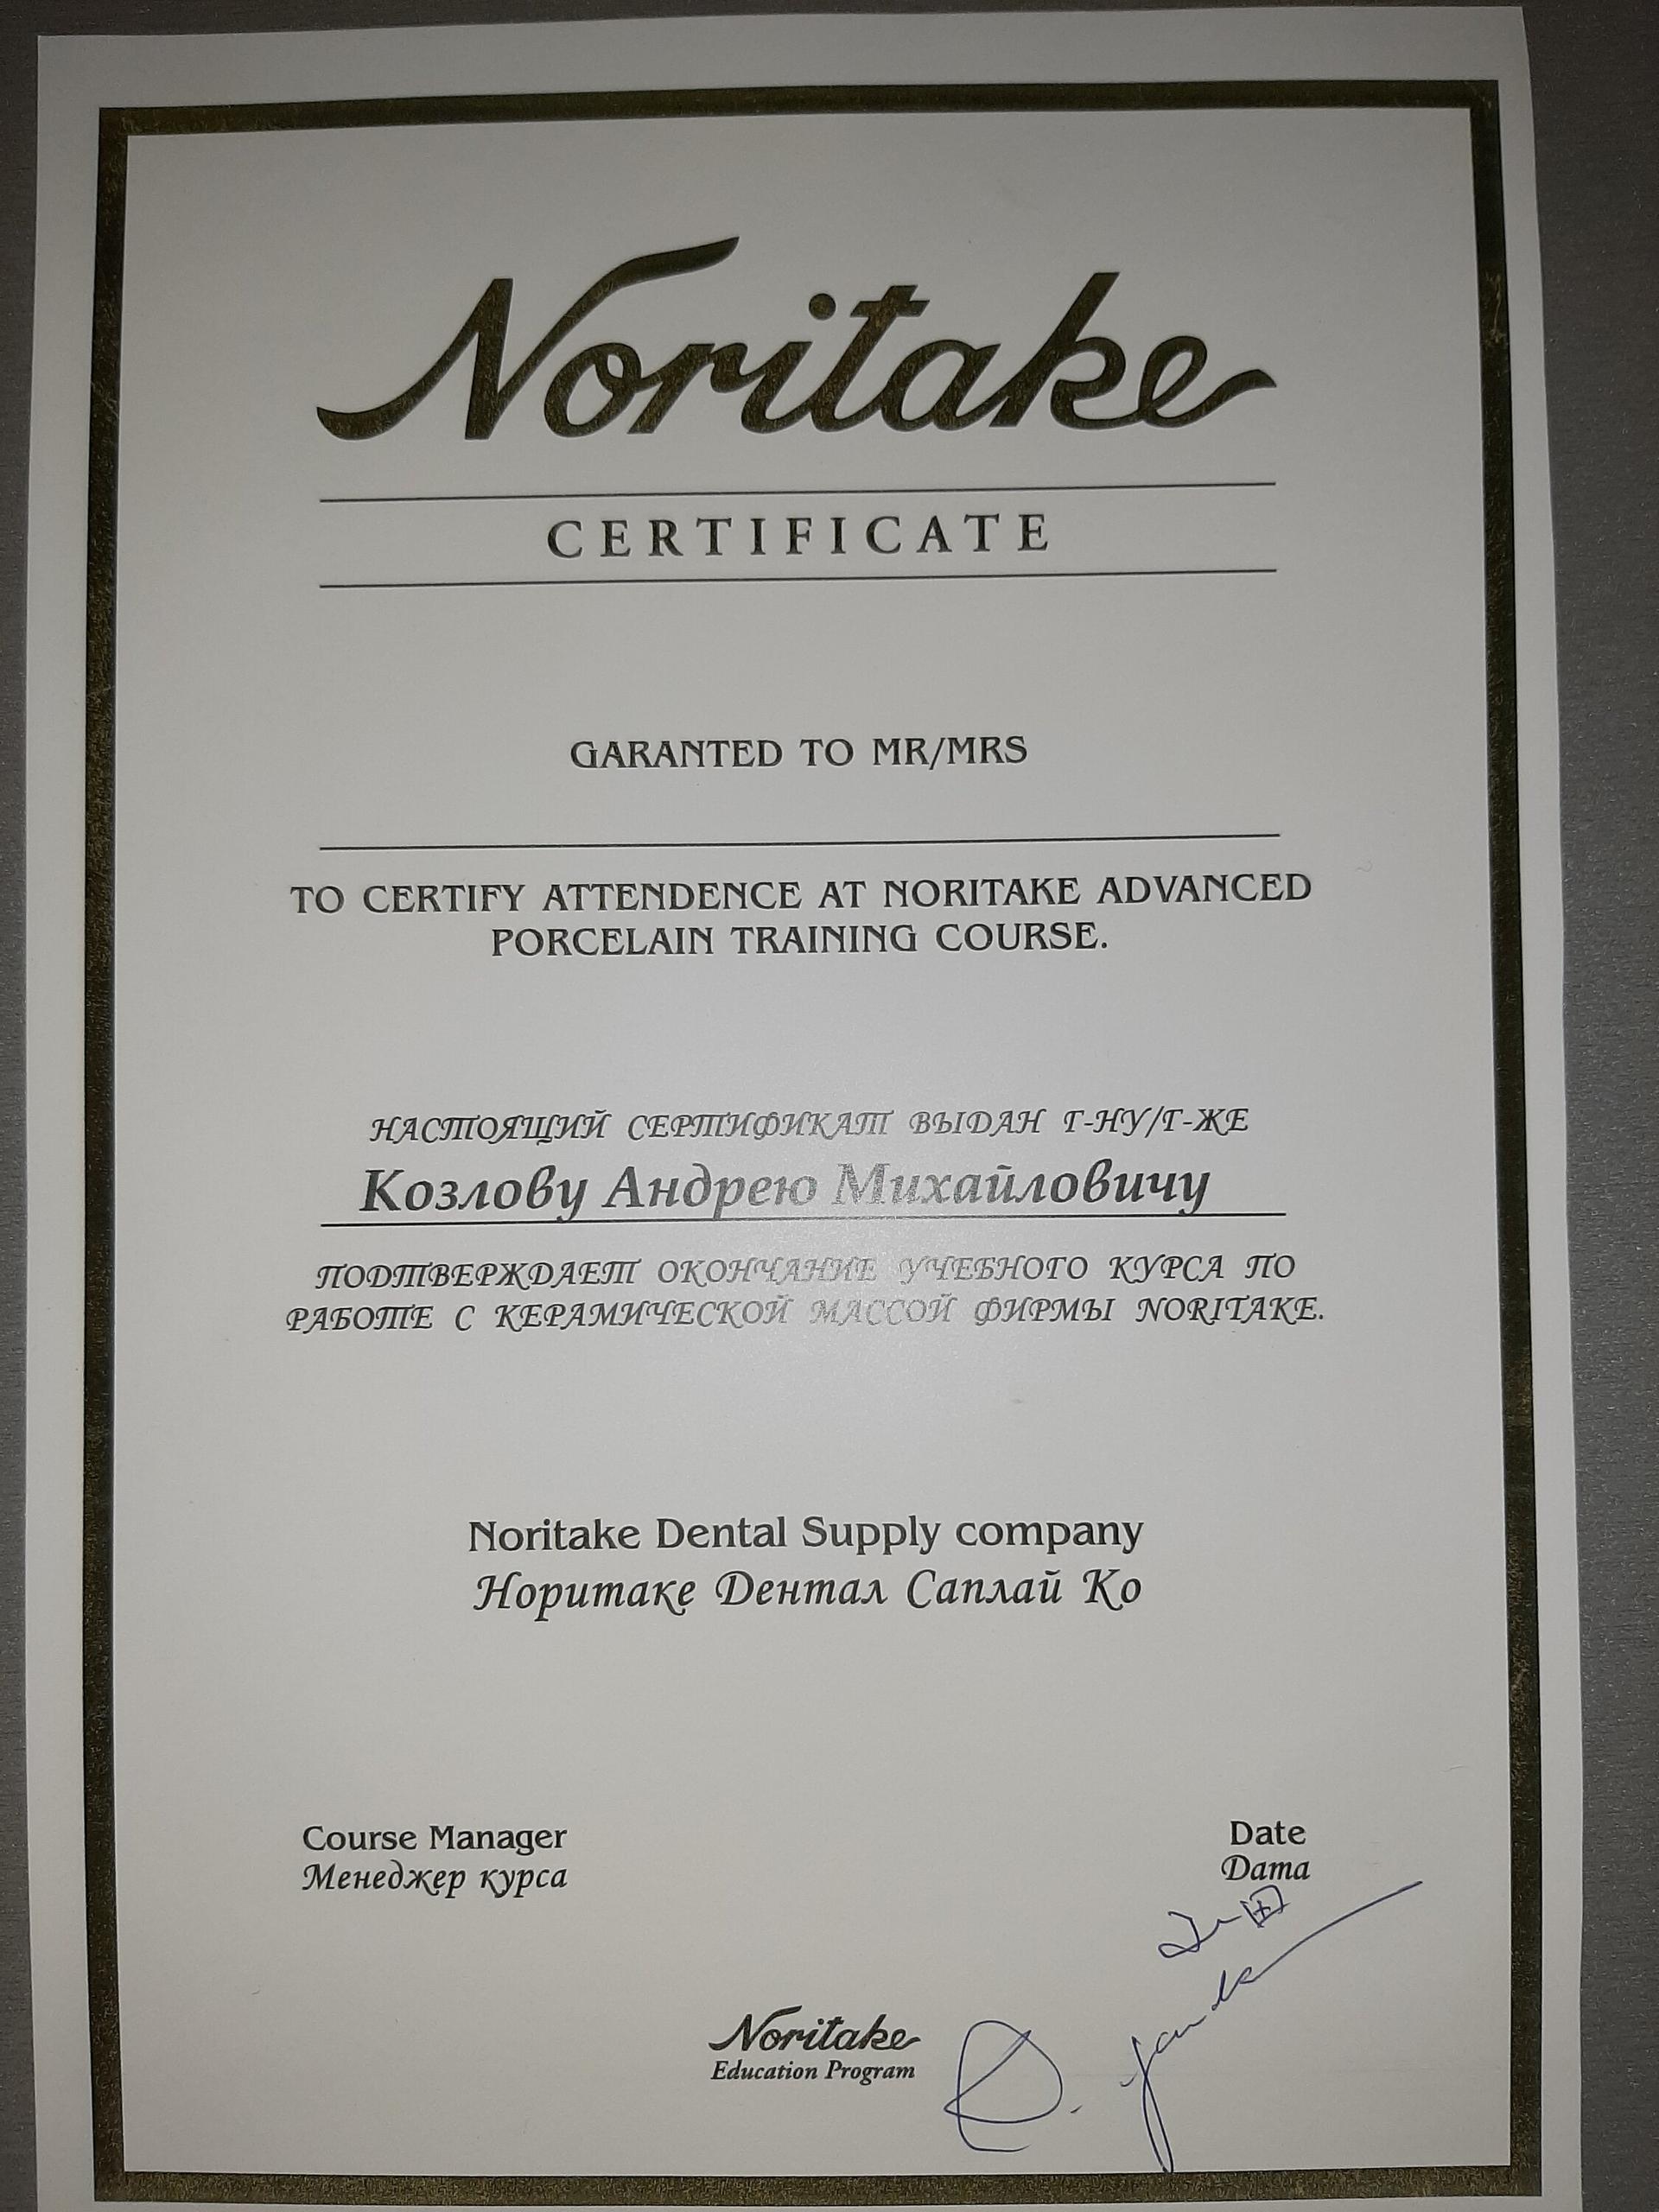 Noritake
CERTIFICATE
GARANTED TO MR/MRS
TO CERTIFY ATTENDENCE AT NORITAKE ADVANCED
PORCELAIN TRAINING COURSE.
НАСТОЯЩИЙ СЕРТИФИКАТ ВЫДАН Г-НУ/Г-ЖЕ
Козлову Андрею Михайловичу
ПОДТВЕРЖДАЕТ ОКОНЧАНИЕ УЧЕБНОГО КУРСА ПО
РАБОТЕ С КЕРАМИЧЕСКОЙ МАССОЙ ФИРМЫ NORITAKE.
Noritake Dental Supply company
Норитаке Дентал Саплай Ко
Course Manager
Менеджер курса
Date
Дата
Noritake
Education Program